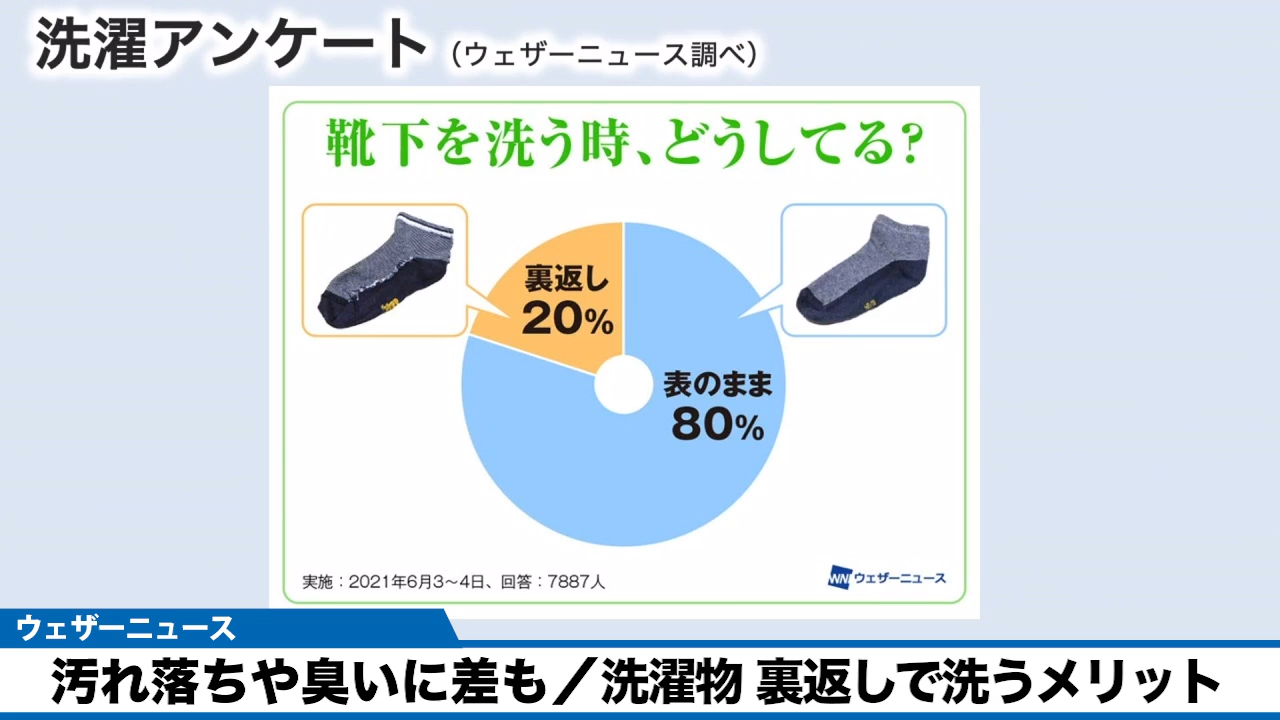 洗濯アンケート（ウェザーニュース調べ）
靴下を洗う時、どうしてる?
裏返し
20%
表のまま
80%
実施：2021年6月3〜4日、回答：7887人
WNI ウェザーニュース
ウェザーニュース
汚れ落ちや臭いに差も／洗濯物 裏返しで洗うメリット